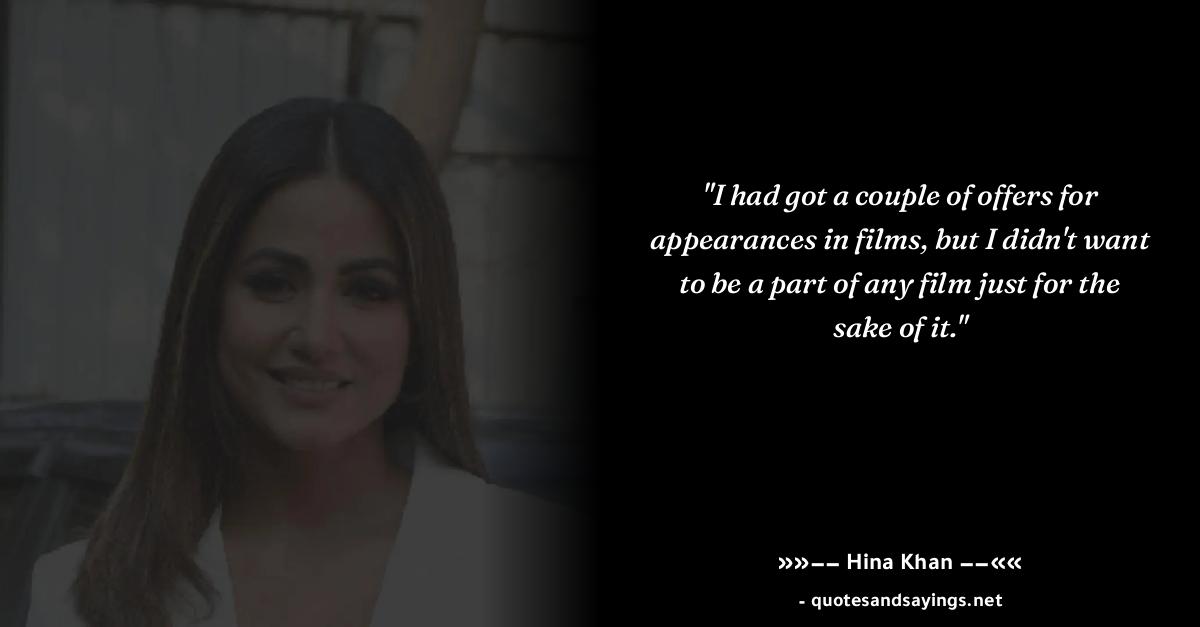 "I had got a couple of offers for
appearances in films, but I didn't want
to be a part of any film just for the
sake of it."
»»−− Hina Khan −−««
- quotesandsayings.net